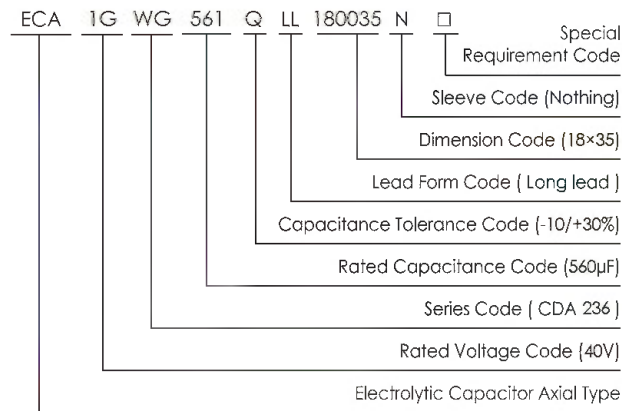 ECA 1G WG 561 Q LL 180035 N □
Special
Requirement Code
Sleeve Code (Nothing)
Dimension Code (18×35)
Lead Form Code ( Long lead )
Capacitance Tolerance Code (-10/+30%)
Rated Capacitance Code (560µF)
Series Code ( CDA 236 )
Rated Voltage Code (40V)
Electrolytic Capacitor Axial Type